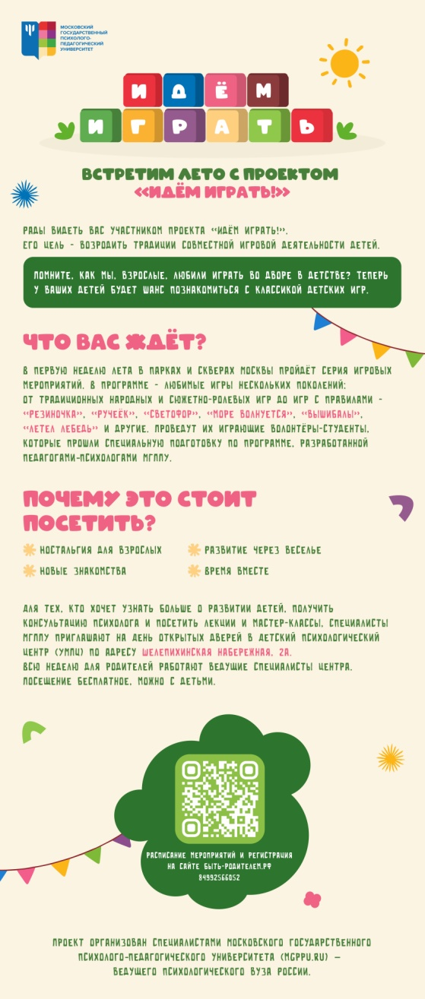 МОСКОВСКИЙ
ГОСУДАРСТВЕННЫЙ
ПСИХОЛОГО-
ПЕДАГОГИЧЕСКИЙ
УНИВЕРСИТЕТ
ИДЁМ
ИГРАТЬ
ВСТРЕТИМ ЛЕТО С ПРОЕКТОМ
«ИДЁМ ИГРАТЬ!»
РАДЫ ВИДЕТЬ ВАС УЧАСТНИКОМ ПРОЕКТА «ИДЁМ ИГРАТЬ!».
ЕГО ЦЕЛЬ - ВОЗРОДИТЬ ТРАДИЦИИ СОВМЕСТНОЙ ИГРОВОЙ ДЕЯТЕЛЬНОСТИ ДЕТЕЙ.
ПОМНИТЕ, КАК МЫ, ВЗРОСЛЫЕ, ЛЮБИЛИ ИГРАТЬ ВО ДВОРЕ В ДЕТСТВЕ? ТЕПЕРЬ
У ВАШИХ ДЕТЕЙ БУДЕТ ШАНС ПОЗНАКОМИТЬСЯ С КЛАССИКОЙ ДЕТСКИХ ИГР.
ЧТО ВАС ЖДЁТ?
В ПЕРВУЮ НЕДЕЛЮ ЛЕТА В ПАРКАХ И СКВЕРАХ МОСКВЫ ПРОЙДЁТ СЕРИЯ ИГРОВЫХ
МЕРОПРИЯТИЙ. В ПРОГРАММЕ - ЛЮБИМЫЕ ИГРЫ НЕСКОЛЬКИХ ПОКОЛЕНИЙ:
ОТ ТРАДИЦИОННЫХ НАРОДНЫХ И СЮЖЕТНО-РОЛЕВЫХ ИГР ДО ИГР С ПРАВИЛАМИ -
«РЕЗИНОЧКА», «РУЧЕЁК», «СВЕТОФОР», «МОРЕ ВОЛНУЕТСЯ», «ВЫШИБАЛЫ»,
«ЛЕТЕЛ ЛЕБЕДЬ» И ДРУГИЕ. ПРОВЕДУТ ИХ ИГРАЮЩИЕ ВОЛОНТЁРЫ-СТУДЕНТЫ,
КОТОРЫЕ ПРОШЛИ СПЕЦИАЛЬНУЮ ПОДГОТОВКУ ПО ПРОГРАММЕ, РАЗРАБОТАННОЙ
ПЕДАГОГАМИ-ПСИХОЛОГАМИ МГППУ.
ПОЧЕМУ ЭТО СТОИТ
ПОСЕТИТЬ?
НОСТАЛЬГИЯ ДЛЯ ВЗРОСЛЫХ
РАЗВИТИЕ ЧЕРЕЗ ВЕСЕЛЬЕ
НОВЫЕ ЗНАКОМСТВА
ВРЕМЯ ВМЕСТЕ
ДЛЯ ТЕХ, КТО ХОЧЕТ УЗНАТЬ БОЛЬШЕ О РАЗВИТИИ ДЕТЕЙ, ПОЛУЧИТЬ
КОНСУЛЬТАЦИЮ ПСИХОЛОГА И ПОСЕТИТЬ ЛЕКЦИИ И МАСТЕР-КЛАССЫ, СПЕЦИАЛИСТЫ
МГППУ ПРИГЛАШАЮТ НА ДЕНЬ ОТКРЫТЫХ ДВЕРЕЙ В ДЕТСКИЙ ПСИХОЛОГИЧЕСКИЙ
ЦЕНТР (УМПЦ) ПО АДРЕСУ ШЕЛЕПИХИНСКАЯ НАБЕРЕЖНАЯ, 2А.
ВСЮ НЕДЕЛЮ ДЛЯ РОДИТЕЛЕЙ РАБОТАЮТ ВЕДУЩИЕ СПЕЦИАЛИСТЫ ЦЕНТРА.
ПОСЕЩЕНИЕ БЕСПЛАТНОЕ, МОЖНО С ДЕТЬМИ.
РАСПИСАНИЕ МЕРОПРИЯТИЙ И РЕГИСТРАЦИЯ
НА САЙТЕ БЫТЬ-РОДИТЕЛЕМ.РФ
84992566052
ПРОЕКТ ОРГАНИЗОВАН СПЕЦИАЛИСТАМИ МОСКОВСКОГО ГОСУДАРСТВЕННОГО
ПСИХОЛОГО-ПЕДАГОГИЧЕСКОГО УНИВЕРСИТЕТА (MGPPU.RU) –
ВЕДУЩЕГО ПСИХОЛОГИЧЕСКОГО ВУЗА РОССИИ.